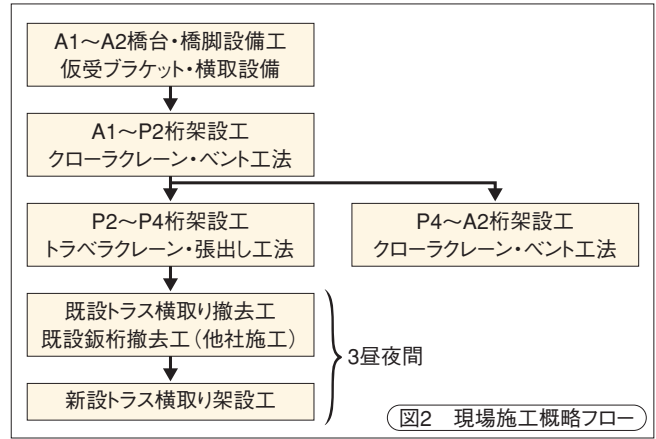 A1～A2橋台・橋脚設備工
仮受ブラケット・横取設備
A1～P2桁架設工
クローラクレーン・ベント工法
P2～P4桁架設工
トラベラクレーン・張出し工法
P4～A2桁架設工
クローラクレーン・ベント工法
既設トラス横取り撤去工
既設鈑桁撤去工（他社施工）
3昼夜間
新設トラス横取り架設工
図2　現場施工概略フロー